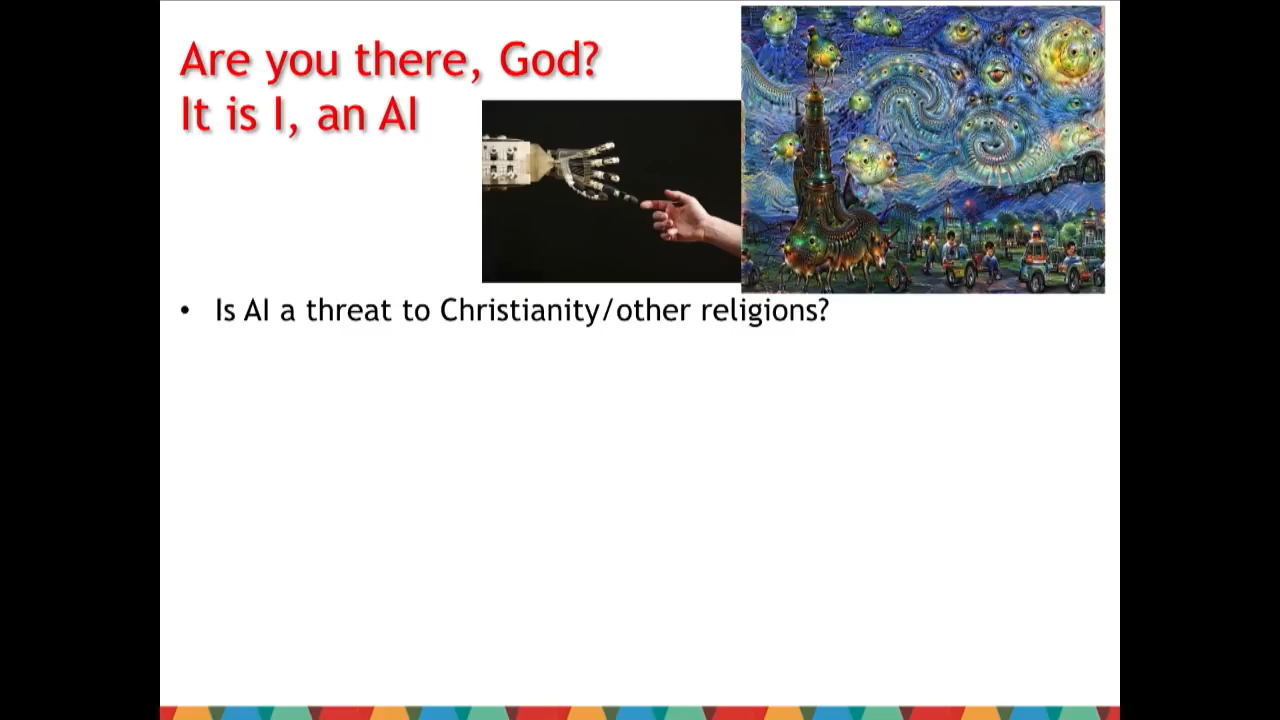 Are you there, God?
It is I, an AI
• Is AI a threat to Christianity/other religions?